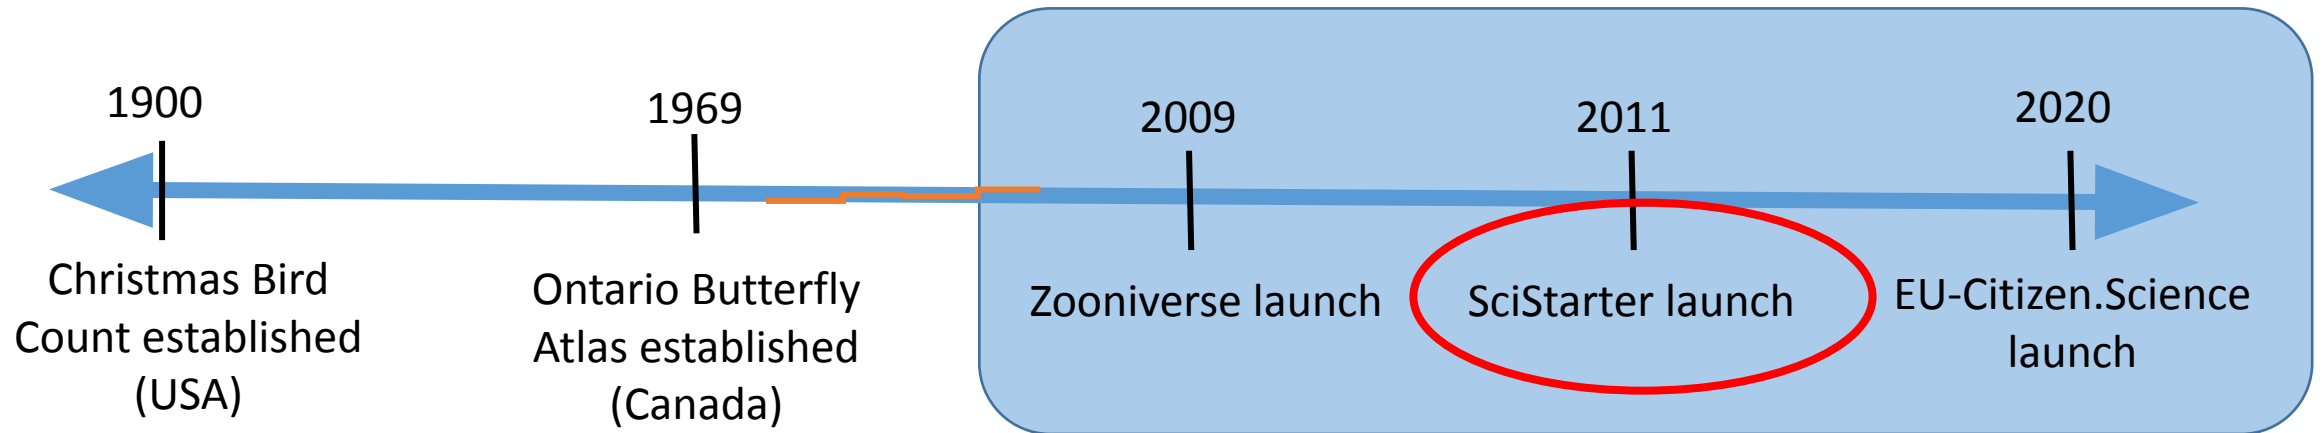 1900
Christmas Bird
Count established
(USA)
1969
Ontario Butterfly
Atlas established
(Canada)
2009
Zooniverse launch
2011
SciStarter launch
2020
EU-Citizen.Science
launch